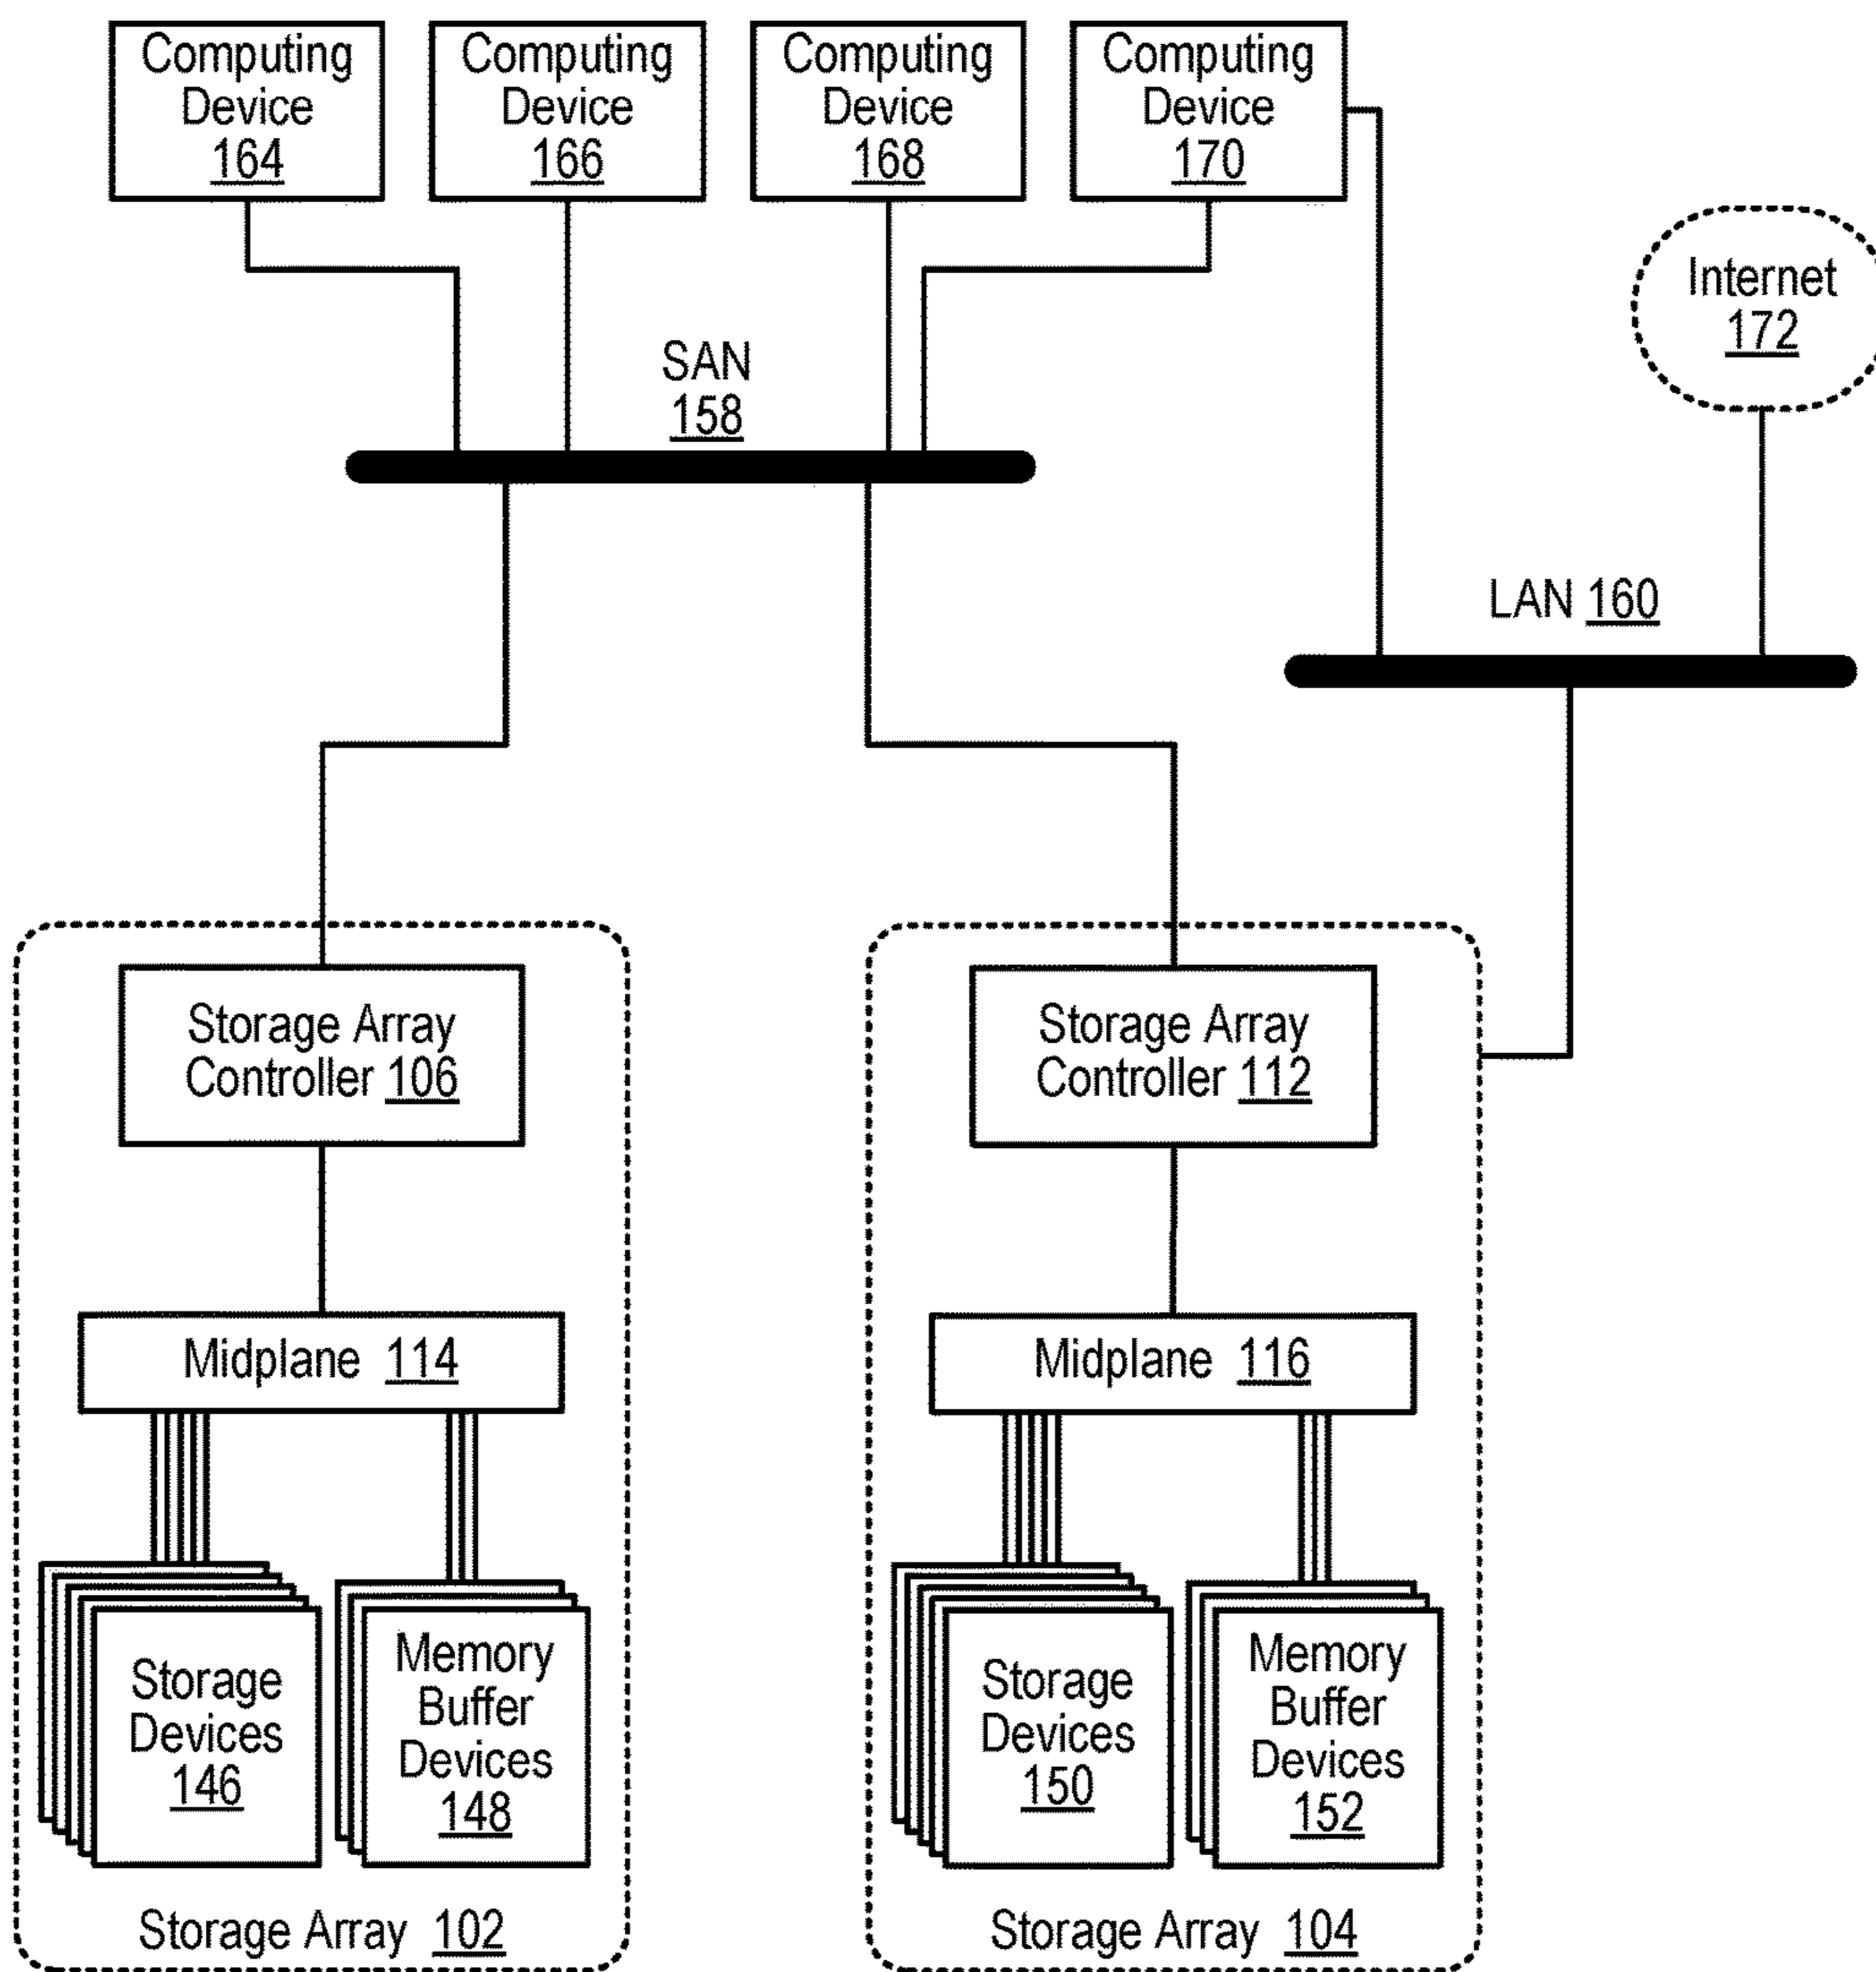 Computing
Device
164
Computing
Device
166
Computing
Device
168
Computing
Device
170
Internet
172
SAN
158
LAN 160
Storage Array
Controller 106
Storage Array
Controller 112
Midplane 114
Midplane 116
Storage
Devices
146
Memory
Buffer
Devices
148
Storage
Devices
150
Memory
Buffer
Devices
152
Storage Array 102
Storage Array 104